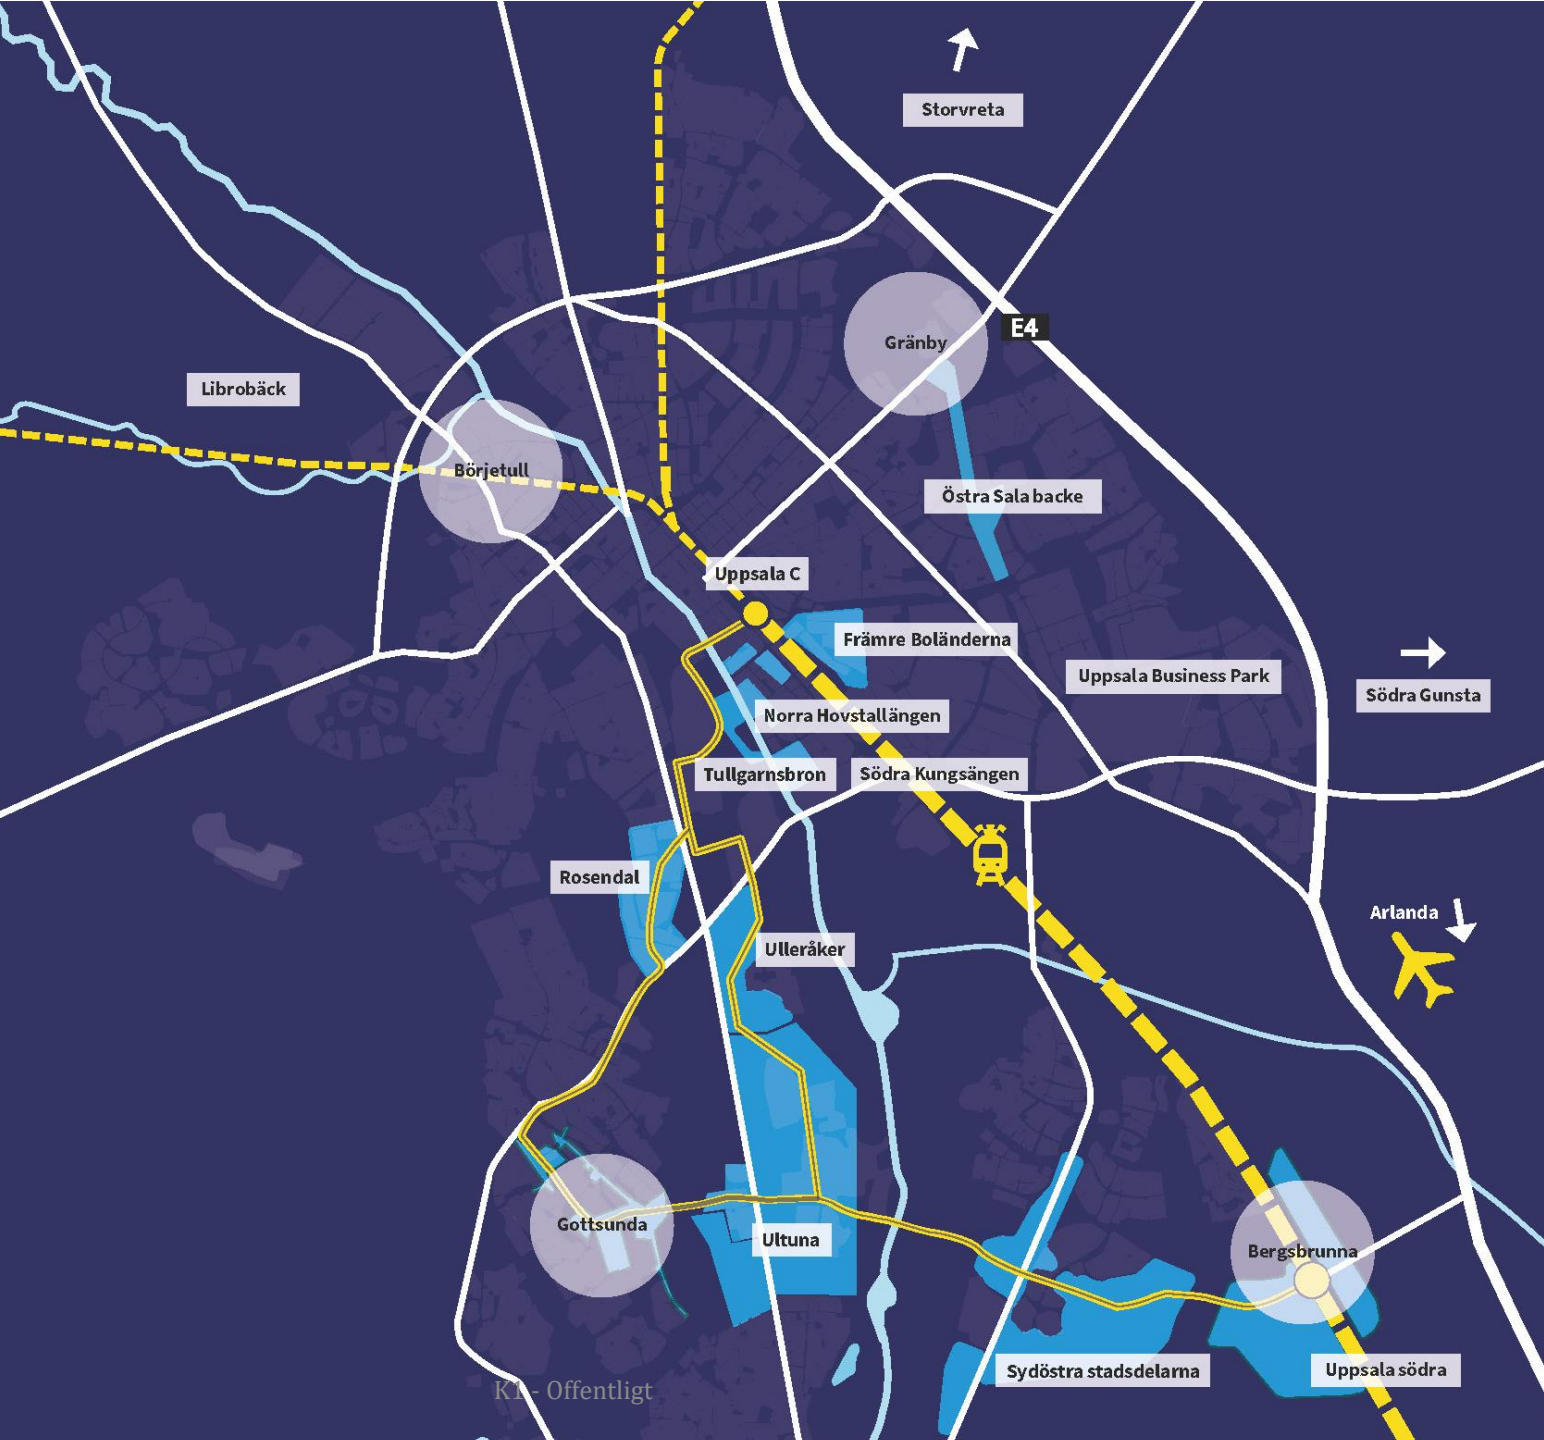 Storvreta
E4
Gränby
Librobäck
Börjetull
Östra Sala backe
Uppsala C
Främre Boländerna
Uppsala Business Park
Södra Gunsta
Norra Hovstallängen
Tullgarnsbron
Södra Kungsängen
Rosendal
Arlanda
Ulleråker
Gottsunda
Ultuna
Bergsbrunna
Sydöstra stadsdelarna
Uppsala södra
K1 - Offentligt